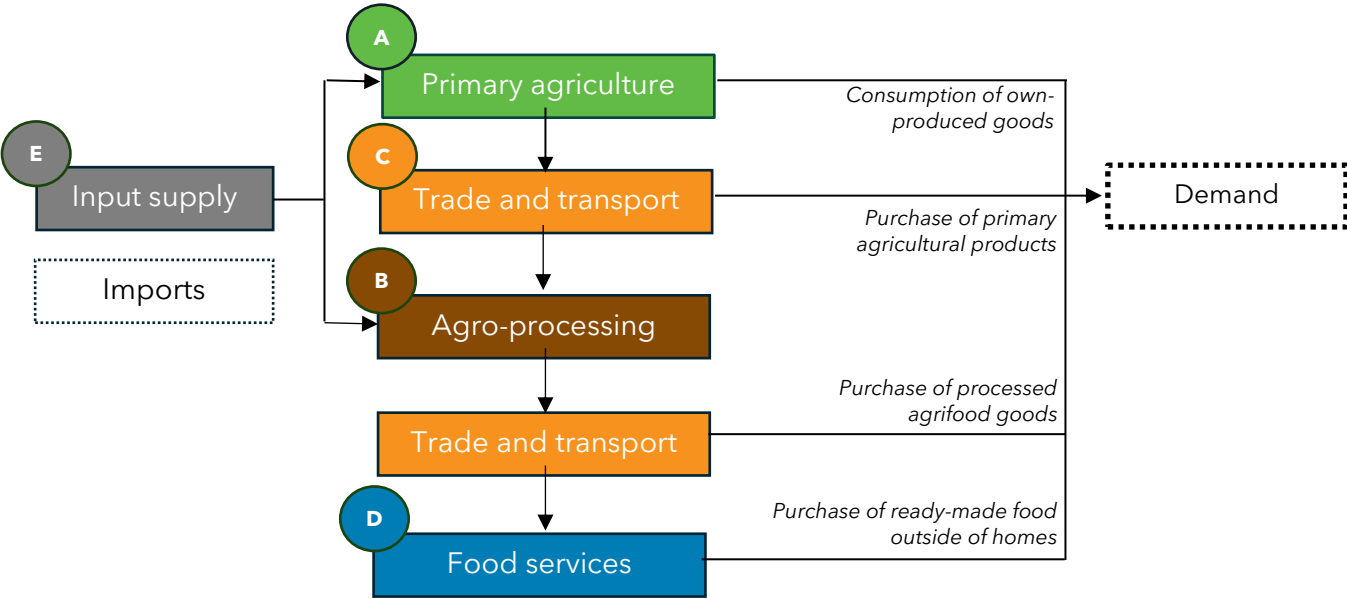 A
Primary agriculture
Consumption of own-
produced goods
E
Input supply
C
Trade and transport
Purchase of primary
agricultural products
Demand
Imports
B
Agro-processing
Purchase of processed
agrifood goods
Trade and transport
D
Food services
Purchase of ready-made food
outside of homes